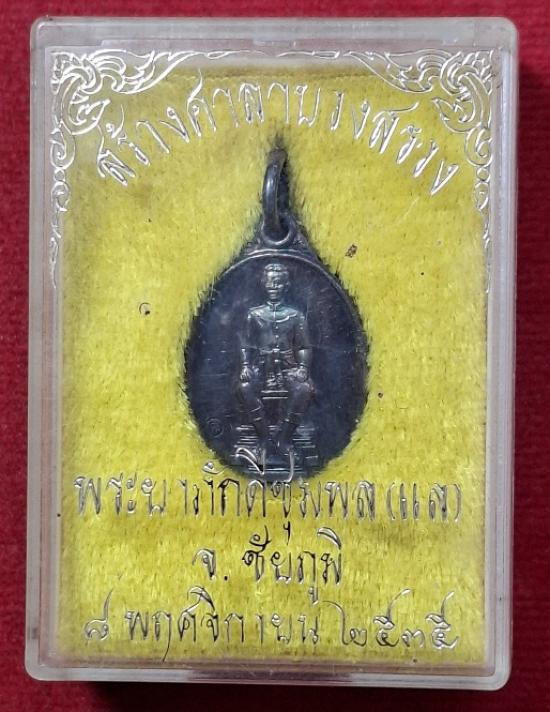 สร้างศาลาบวงสรวง
พระยาภักดีชุมพล(แล)
จ. ชัยภูมิ
๘ พฤศจิกายน ๒๕๓๕